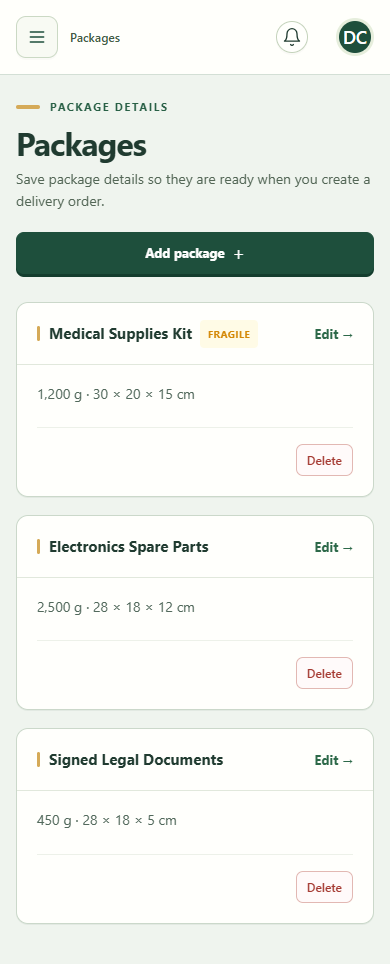 Packages
DC
PACKAGE DETAILS
Packages
Save package details so they are ready when you create a
delivery order.
Add package +
Medical Supplies Kit FRAGILE Edit →
1,200 g · 30 × 20 × 15 cm
Delete
Electronics Spare Parts Edit →
2,500 g · 28 × 18 × 12 cm
Delete
Signed Legal Documents Edit →
450 g · 28 × 18 × 5 cm
Delete